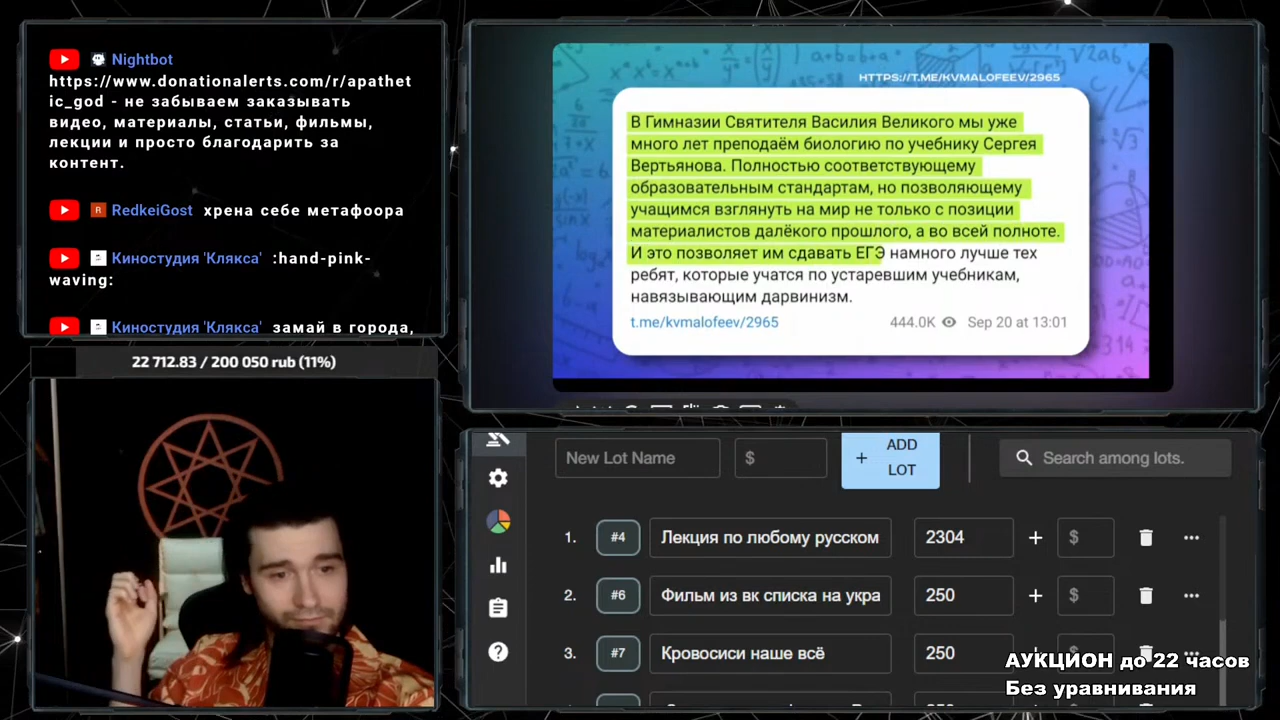 Nightbot
https://www.donationalerts.com/r/apathet
ic_god - не забываем заказывать
видео, материалы, статьи, фильмы,
лекции и просто благодарить за
контент.
RedkeiGost хрена себе метафоора
Киностудия 'Клякса' :hand-pink-
waving:
Киностудия 'Клякса' замай в города,
22 712.83 / 200 050 rub (11%)
HTTPS://T.ME/KVMALOFEEV/2965
В Гимназии Святителя Василия Великого мы уже
много лет преподаём биологию по учебнику Сергея
Вертьянова. Полностью соответствующему
образовательным стандартам, но позволяющему
учащимся взглянуть на мир не только с позиции
материалистов далёкого прошлого, а во всей полноте.
И это позволяет им сдавать ЕГЭ намного лучше тех
ребят, которые учатся по устаревшим учебникам,
навязывающим дарвинизм.
t.me/kvmalofeev/2965 444.0K Sep 20 at 13:01
New Lot Name $ + ADD
LOT
Search among lots.
1. #4 Лекция по любому русском 2304 + $
2. #6 Фильм из вк списка на укра 250 + $
3. #7 Кровосиси наше всё 250 + $
АУКЦИОН до 22 часов
Без уравнивания